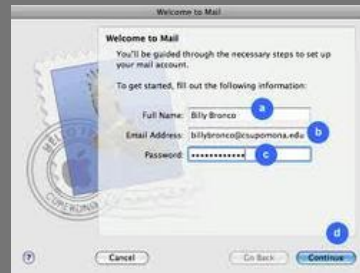 Welcome to Mail
Welcome to Mail
You'll be guided through the necessary steps to set up
your mail account.
To get started, fill out the following information:
Full Name: Billy Bronco a
Email Address: billybronco@csupomona.edu b
Password: •••••••••••• c
d
? Cancel Go Back Continue
CUPERTINO